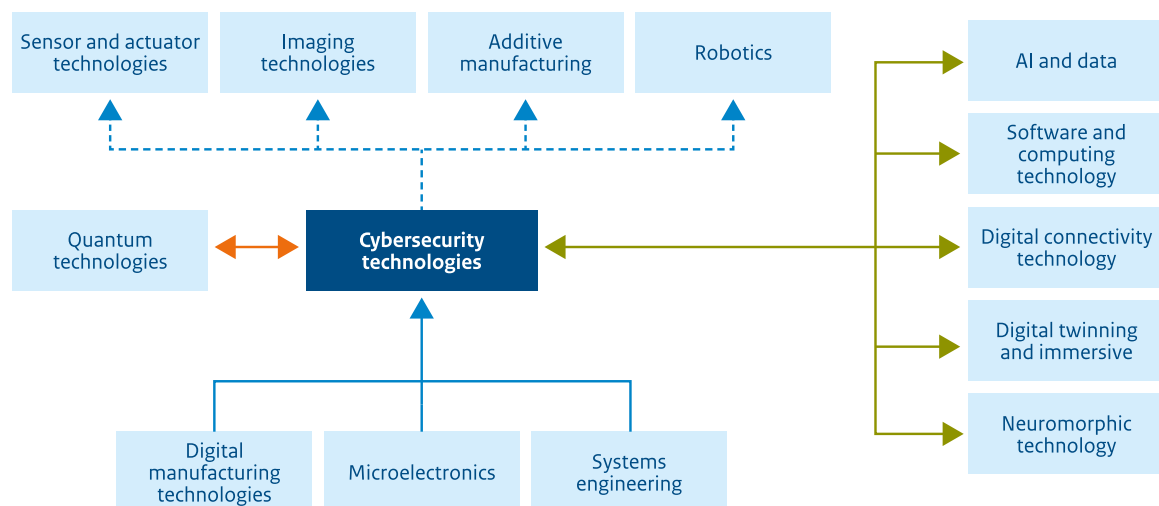 Sensor and actuator
technologies
Imaging
technologies
Additive
manufacturing
Robotics
AI and data
Software and
computing
technology
Quantum
technologies
Cybersecurity
technologies
Digital connectivity
technology
Digital twinning
and immersive
Neuromorphic
technology
Digital
manufacturing
technologies
Microelectronics
Systems
engineering